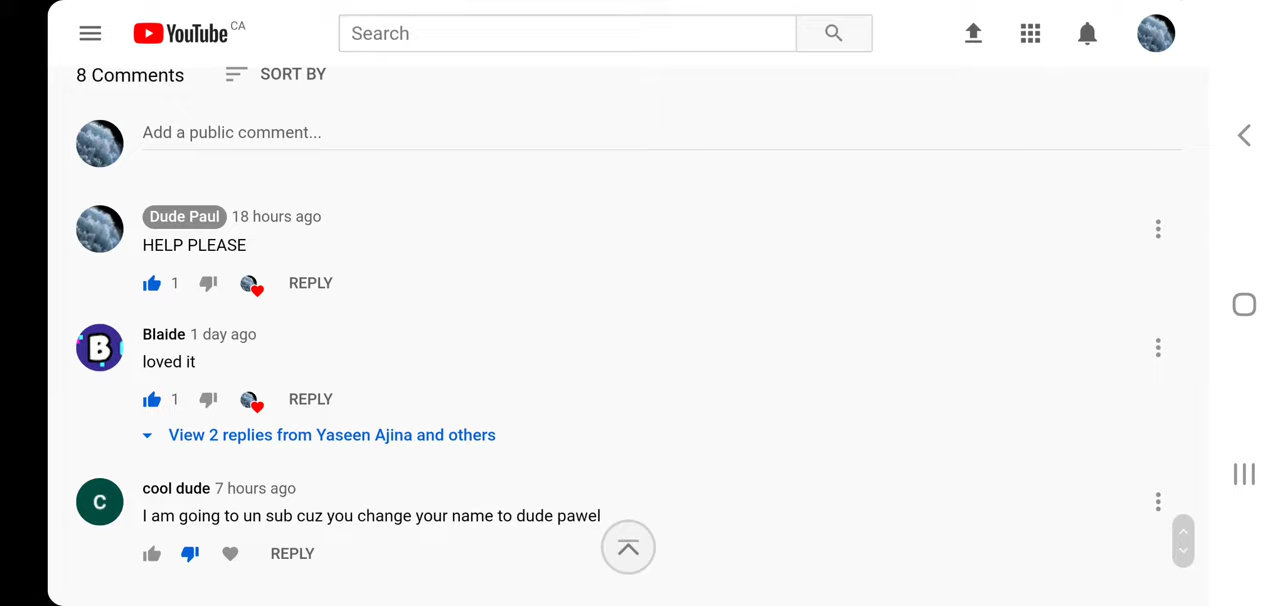 YouTube CA
Search
8 Comments SORT BY
Add a public comment...
Dude Paul 18 hours ago
HELP PLEASE
1 REPLY
B
Blaide 1 day ago
loved it
1 REPLY
View 2 replies from Yaseen Ajina and others
C
cool dude 7 hours ago
I am going to un sub cuz you change your name to dude pawel
REPLY